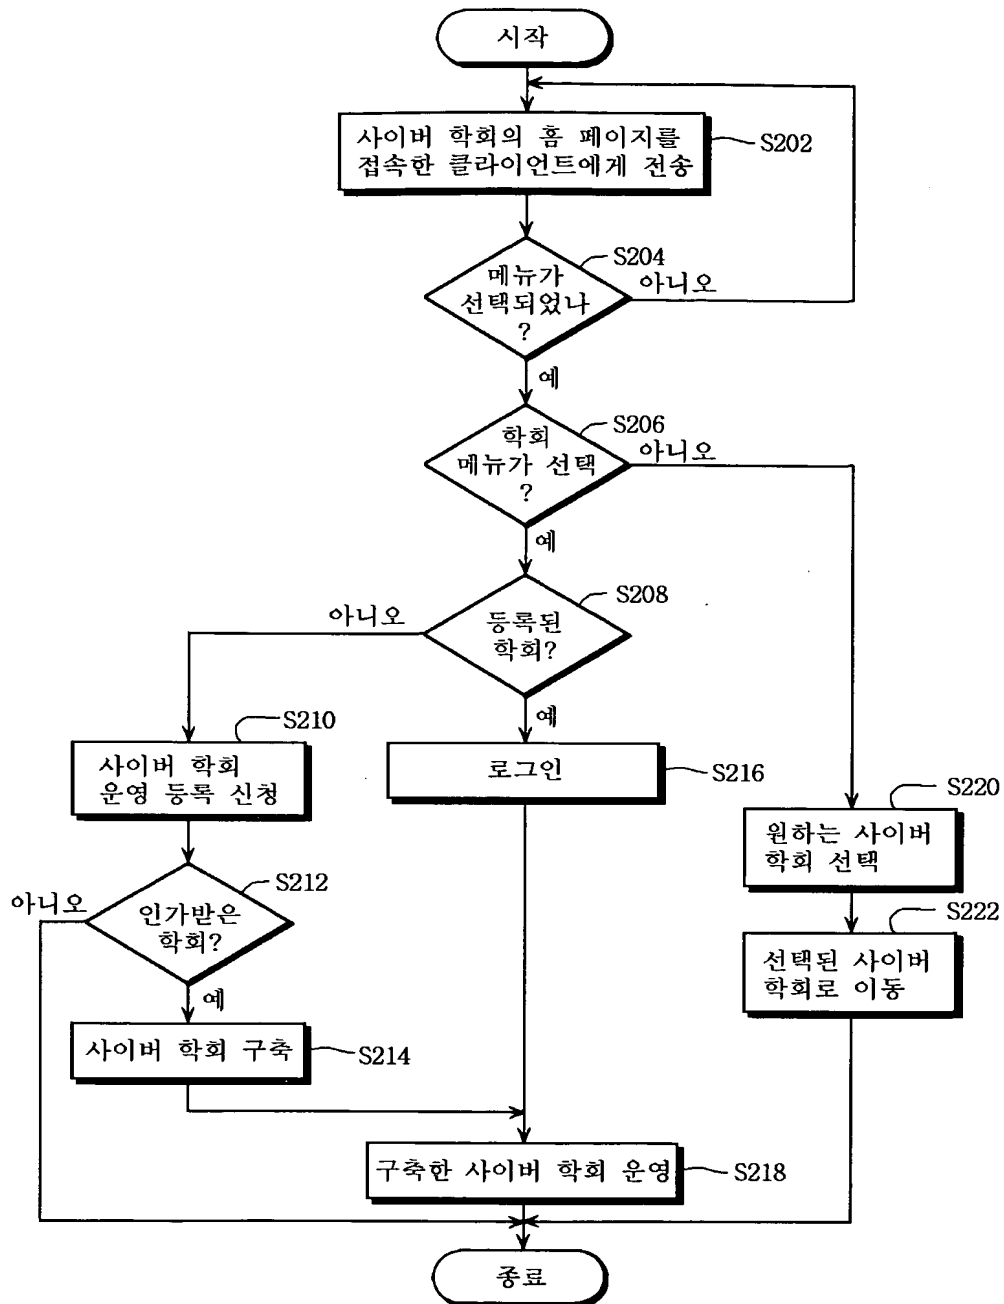 시작
사이버 학회의 홈 페이지를
접속한 클라이언트에게 전송
S202
메뉴가
선택되었나
?
S204
아니오
예
학회
메뉴가 선택
?
S206
아니오
예
등록된
학회?
S208
아니오
예
사이버 학회
운영 등록 신청
S210
로그인
S216
원하는 사이버
학회 선택
S220
인가받은
학회?
S212
아니오
예
선택된 사이버
학회로 이동
S222
사이버 학회 구축
S214
구축한 사이버 학회 운영
S218
종료